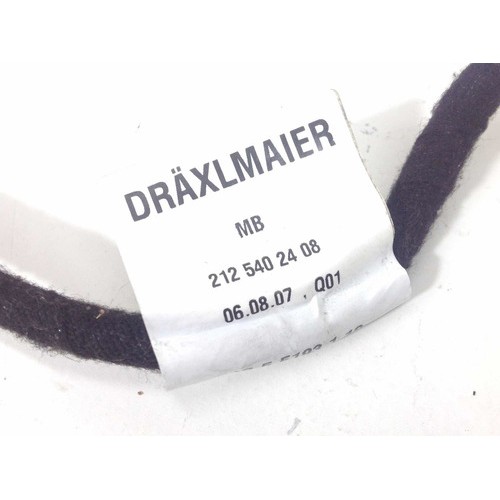 DRÄXLMAIER
MB
212 540 24 08
06.08.07 , Q01